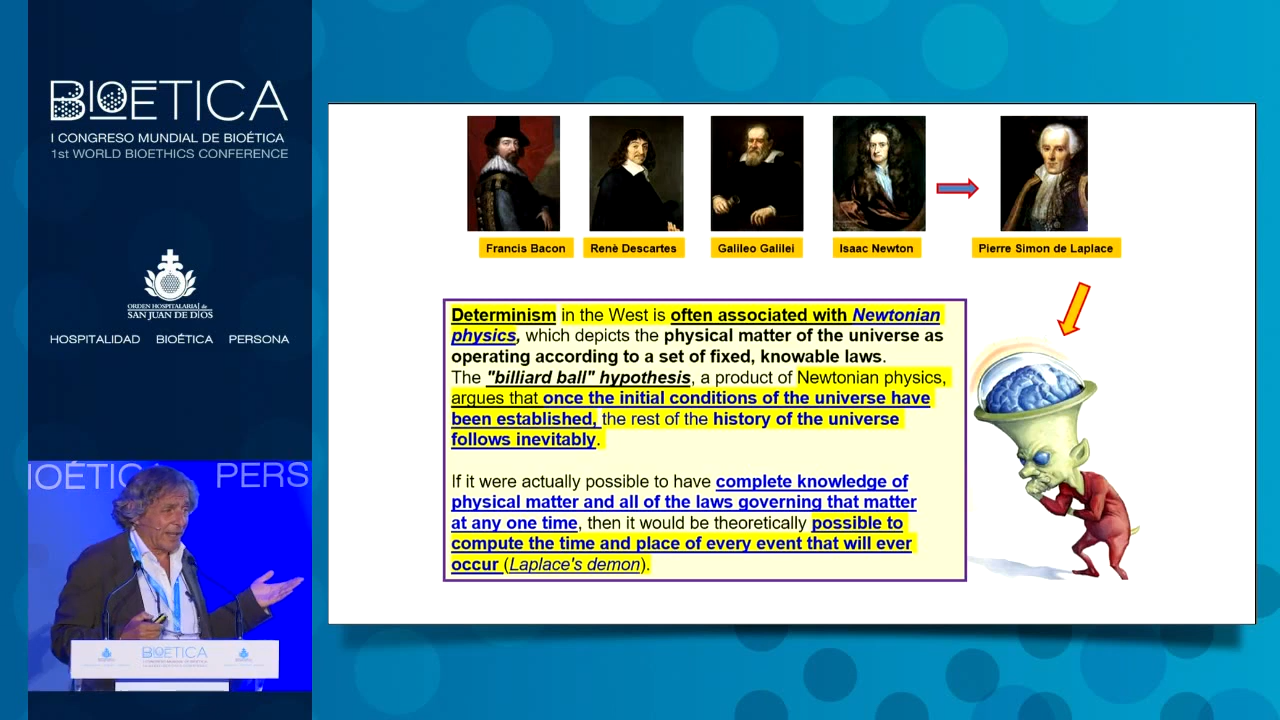 BIOETICA
I CONGRESO MUNDIAL DE BIOÉTICA
1st WORLD BIOETHICS CONFERENCE
ORDEN HOSPITALARIA de
SAN JUAN DE DIOS
HOSPITALIDAD BIOÉTICA PERSONA
IOÉTIC PERS
BIOETICA
Francis Bacon
Renè Descartes
Galileo Galilei
Isaac Newton
Pierre Simon de Laplace
Determinism in the West is often associated with Newtonian
physics, which depicts the physical matter of the universe as
operating according to a set of fixed, knowable laws.
The "billiard ball" hypothesis, a product of Newtonian physics,
argues that once the initial conditions of the universe have
been established, the rest of the history of the universe
follows inevitably.
If it were actually possible to have complete knowledge of
physical matter and all of the laws governing that matter
at any one time, then it would be theoretically possible to
compute the time and place of every event that will ever
occur (Laplace's demon).